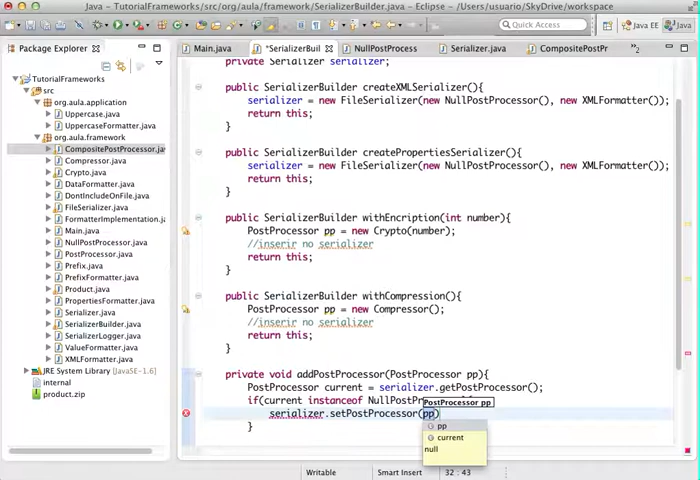 Java - TutorialFrameworks/src/org/aula/framework/SerializerBuilder.java - Eclipse - /Users/usuario/SkyDrive/workspace
Quick Access
Java EE
Java
Package Explorer
Main.java
*SerializerBuil
NullPostProcess
Serializer.java
CompositePostPr
»2
TutorialFrameworks
src
org.aula.application
Uppercase.java
UppercaseFormatter.java
org.aula.framework
CompositePostProcessor.jav
Compressor.java
Crypto.java
DataFormatter.java
DontIncludeOnFile.java
FileSerializer.java
FormatterImplementation.ja
Main.java
NullPostProcessor.java
PostProcessor.java
Prefix.java
PrefixFormatter.java
Product.java
PropertiesFormatter.java
Serializer.java
SerializerBuilder.java
SerializerLogger.java
ValueFormatter.java
XMLFormatter.java
JRE System Library [JavaSE-1.6]
internal
product.zip
private Serializer serializer;
public SerializerBuilder createXMLSerializer(){
serializer = new FileSerializer(new NullPostProcessor(), new XMLFormatter());
return this;
}
public SerializerBuilder createPropertiesSerializer(){
serializer = new FileSerializer(new NullPostProcessor(), new XMLFormatter());
return this;
}
public SerializerBuilder withEncription(int number){
PostProcessor pp = new Crypto(number);
//inserir no serializer
return this;
}
public SerializerBuilder withCompression(){
PostProcessor pp = new Compressor();
//inserir no serializer
return this;
}
private void addPostProcessor(PostProcessor pp){
PostProcessor current = serializer.getPostProcessor();
if(current instanceof NullPostPr
PostProcessor pp
serializer.setPostProcessor(pp)
}
pp
current
null
Writable
Smart Insert
32 : 43